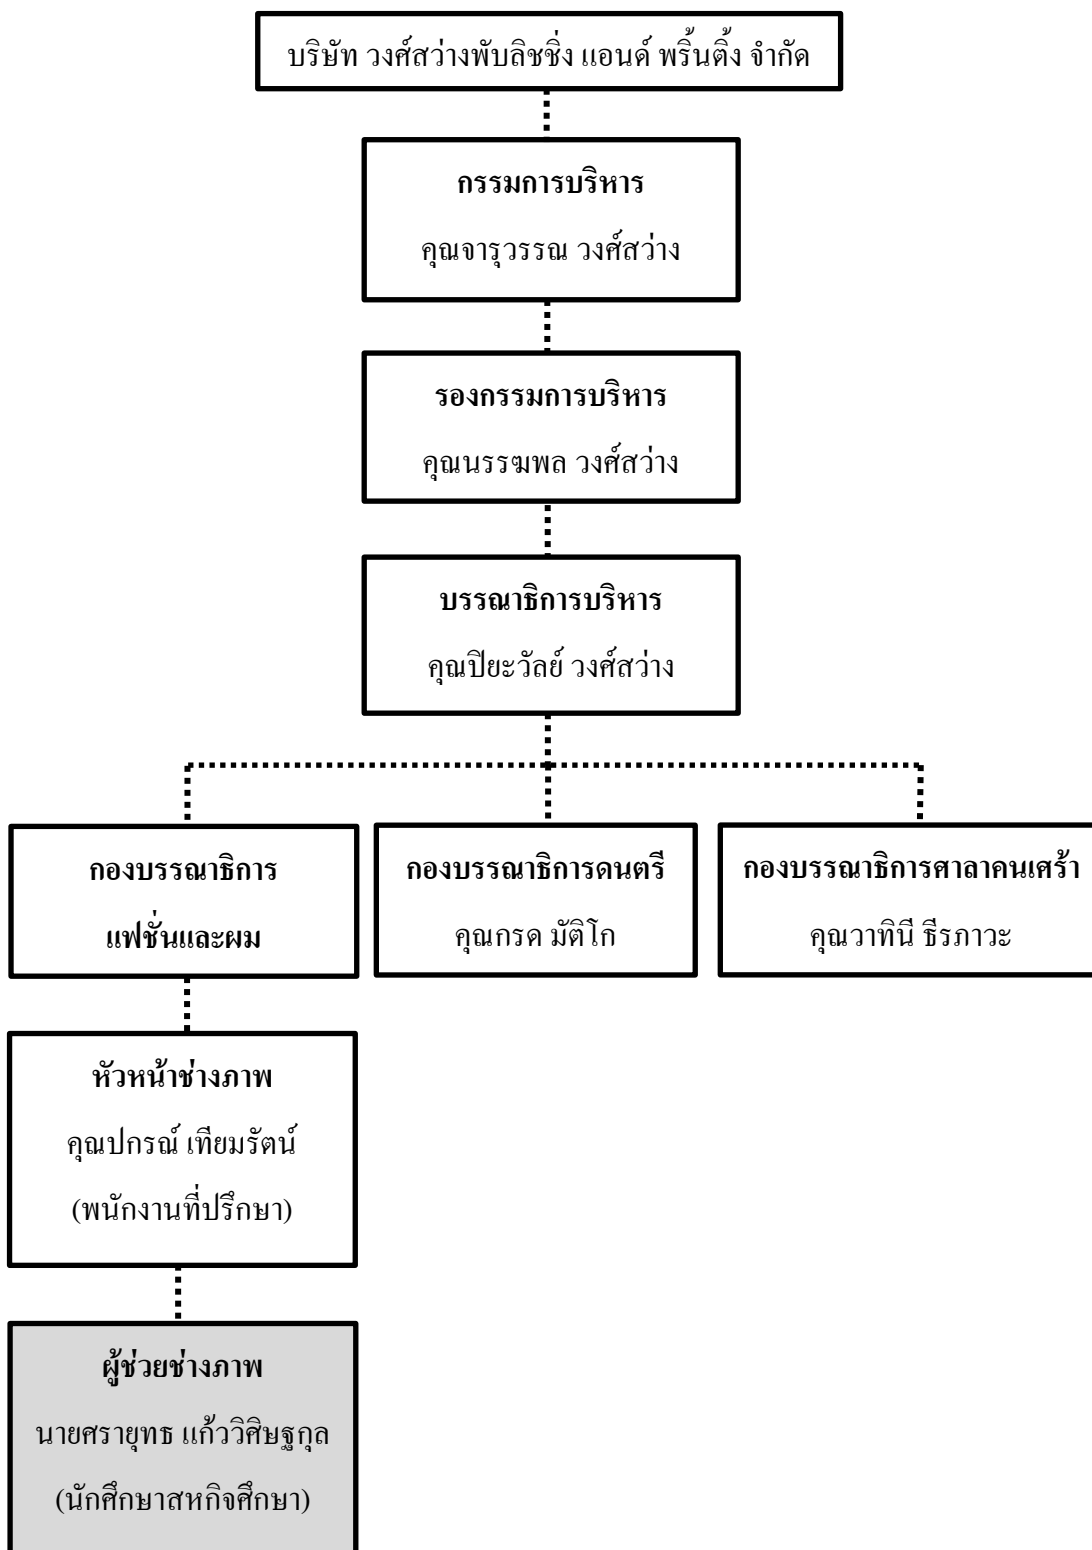 บริษัท วงศ์สว่างพับลิชชิ่ง แอนด์ พริ้นติ้ง จำกัด
กรรมการบริหาร
คุณจารุวรรณ วงศ์สว่าง
รองกรรมการบริหาร
คุณนรรฆพล วงศ์สว่าง
บรรณาธิการบริหาร
คุณปิยะวัลย์ วงศ์สว่าง
กองบรรณาธิการ
แฟชั่นและผม
กองบรรณาธิการดนตรี
คุณกรด มัติโก
กองบรรณาธิการศาลาคนเศร้า
คุณวาทินี ธีรภาวะ
หัวหน้าช่างภาพ
คุณปกรณ์ เทียมรัตน์
(พนักงานที่ปรึกษา)
ผู้ช่วยช่างภาพ
นายศรายุทธ แก้ววิศิษฐกุล
(นักศึกษาสหกิจศึกษา)